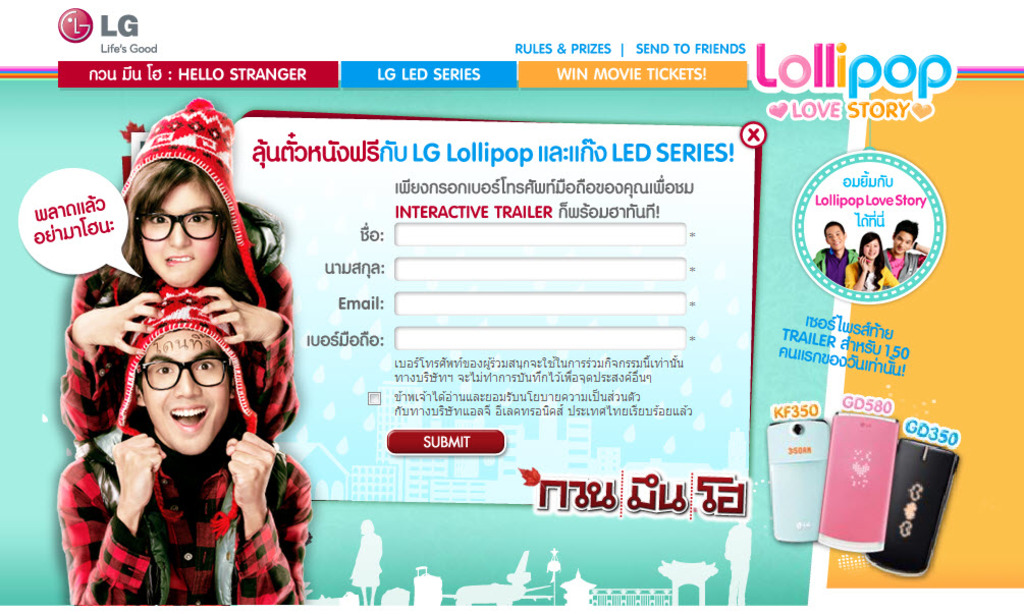 LG
Life's Good
RULES & PRIZES | SEND TO FRIENDS
กวน มึน โฮ : HELLO STRANGER
LG LED SERIES
WIN MOVIE TICKETS!
Lollipop
LOVE STORY
ลุ้นตั๋วหนังฟรีกับ LG Lollipop และแก๊ง LED SERIES!
เพียงกรอกเบอร์โทรศัพท์มือถือของคุณเพื่อชม
INTERACTIVE TRAILER ก็พร้อมฮาทันที!
ชื่อ: *
นามสกุล: *
Email: *
เบอร์มือถือ: *
เบอร์โทรศัพท์ของผู้ร่วมสนุกจะใช้ในการร่วมกิจกรรมนี้เท่านั้น
ทางบริษัทฯ จะไม่ทำการบันทึกไว้เพื่อจุดประสงค์อื่นๆ
ข้าพเจ้าได้อ่านและยอมรับนโยบายความเป็นส่วนตัว
กับทางบริษัทแอลจี อีเลคทรอนิคส์ ประเทศไทยเรียบร้อยแล้ว
SUBMIT
พลาดแล้ว
อย่ามาโฮนะ
โดนทิ้ง
กวน มึน โฮ
อมยิ้มกับ
Lollipop Love Story
ได้ที่นี่
เซอร์ไพรส์ท้าย
TRAILER สำหรับ 150
คนแรกของวันเท่านั้น!
KF350
GD580
GD350